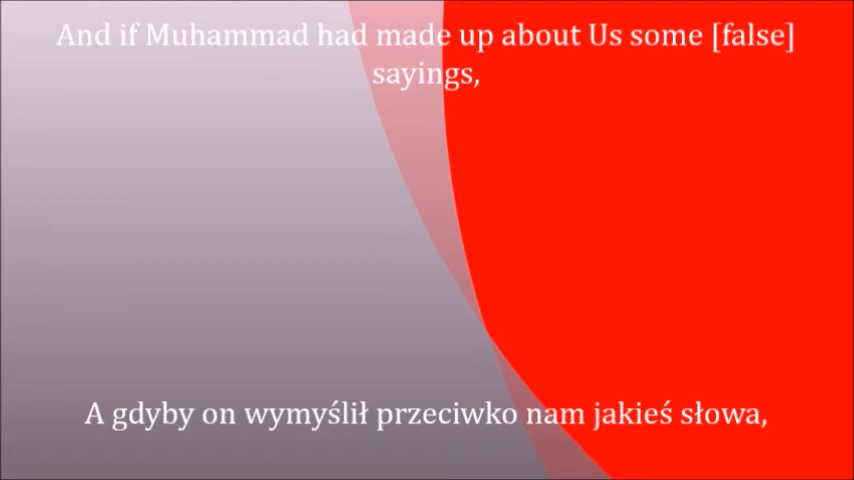 And if Muhammad had made up about Us some [false]
sayings,
A gdyby on wymyślił przeciwko nam jakieś słowa,